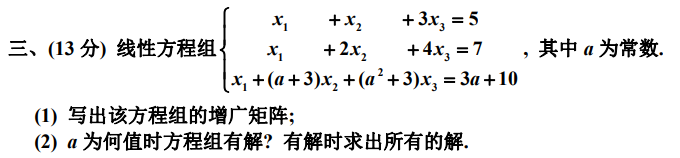 三、(13 分) 线性方程组 { x₁ + x₂ + 3x₃ = 5
x₁ + 2x₂ + 4x₃ = 7 , 其中 a 为常数.
x₁ + (a + 3)x₂ + (a² + 3)x₃ = 3a + 10
(1) 写出该方程组的增广矩阵;
(2) a 为何值时方程组有解? 有解时求出所有的解.